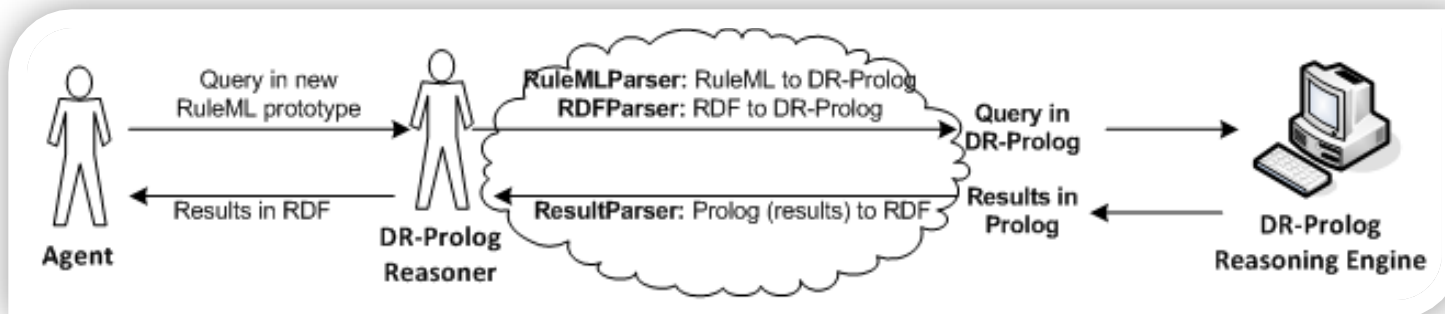 Query in new
RuleML prototype
Results in RDF
Agent
DR-Prolog
Reasoner
RuleMLParser: RuleML to DR-Prolog
RDFParser: RDF to DR-Prolog
ResultParser: Prolog (results) to RDF
Query in
DR-Prolog
Results in
Prolog
DR-Prolog
Reasoning Engine